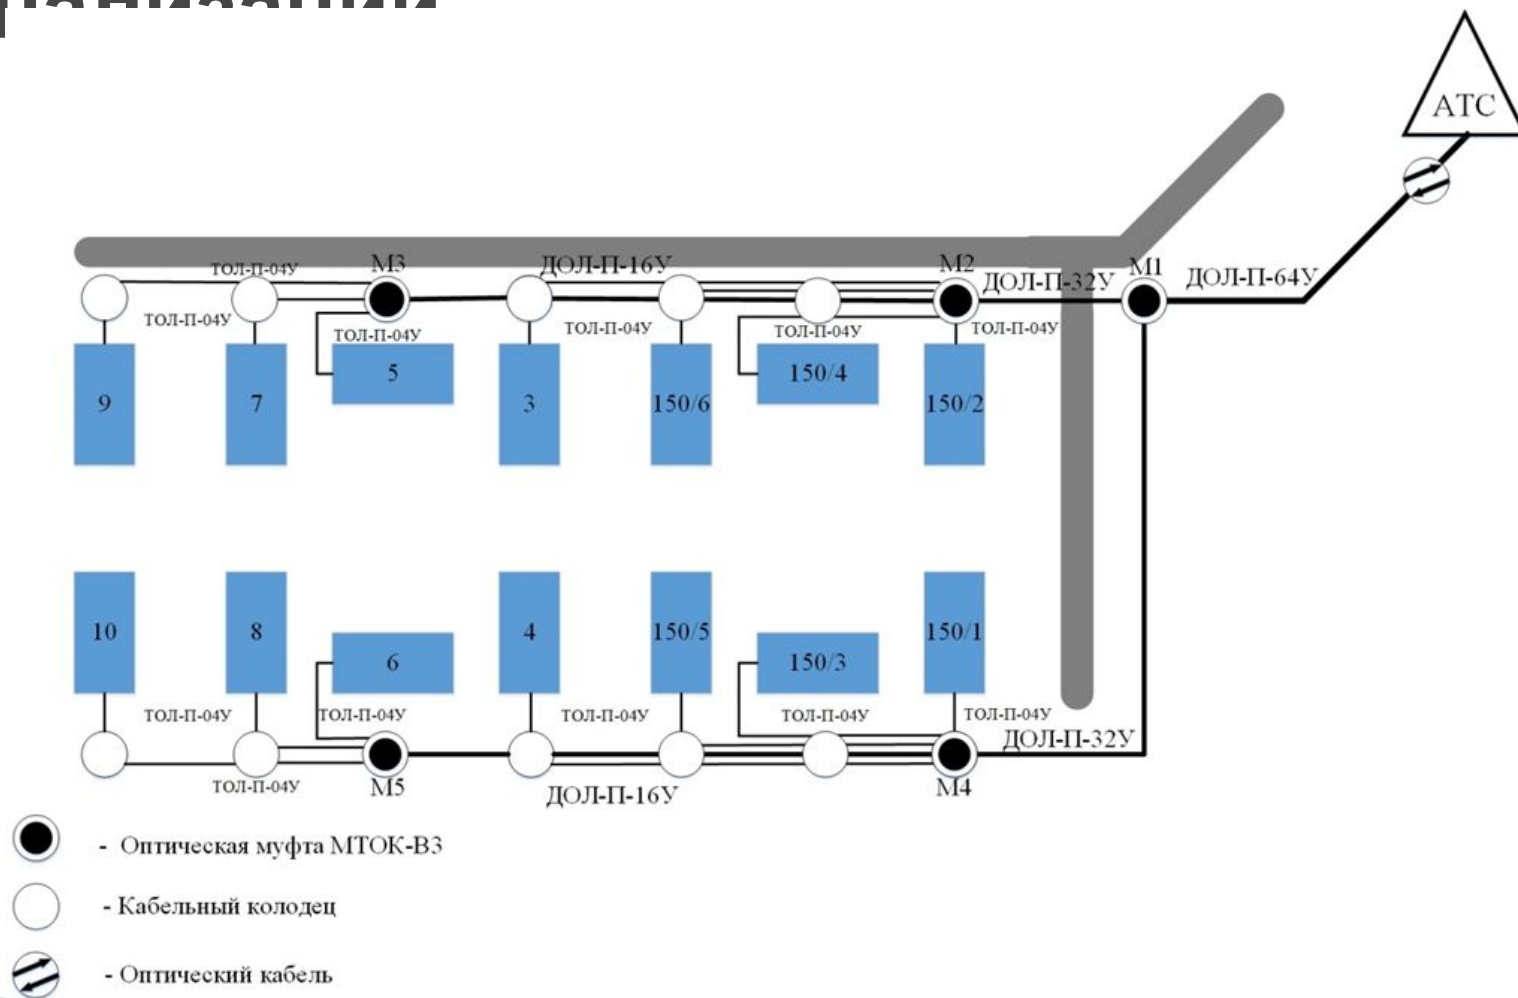 АТС
ТОЛ-П-04У
М3
ДОЛ-П-16У
М2
ДОЛ-П-32У
М1
ДОЛ-П-64У
ТОЛ-П-04У
ТОЛ-П-04У
ТОЛ-П-04У
ТОЛ-П-04У
ТОЛ-П-04У
9
7
5
3
150/6
150/4
150/2
10
8
6
4
150/5
150/3
150/1
ТОЛ-П-04У
ТОЛ-П-04У
ТОЛ-П-04У
ТОЛ-П-04У
ТОЛ-П-04У
ДОЛ-П-32У
ТОЛ-П-04У
М5
ДОЛ-П-16У
М4
- Оптическая муфта МТОК-В3
- Кабельный колодец
- Оптический кабель